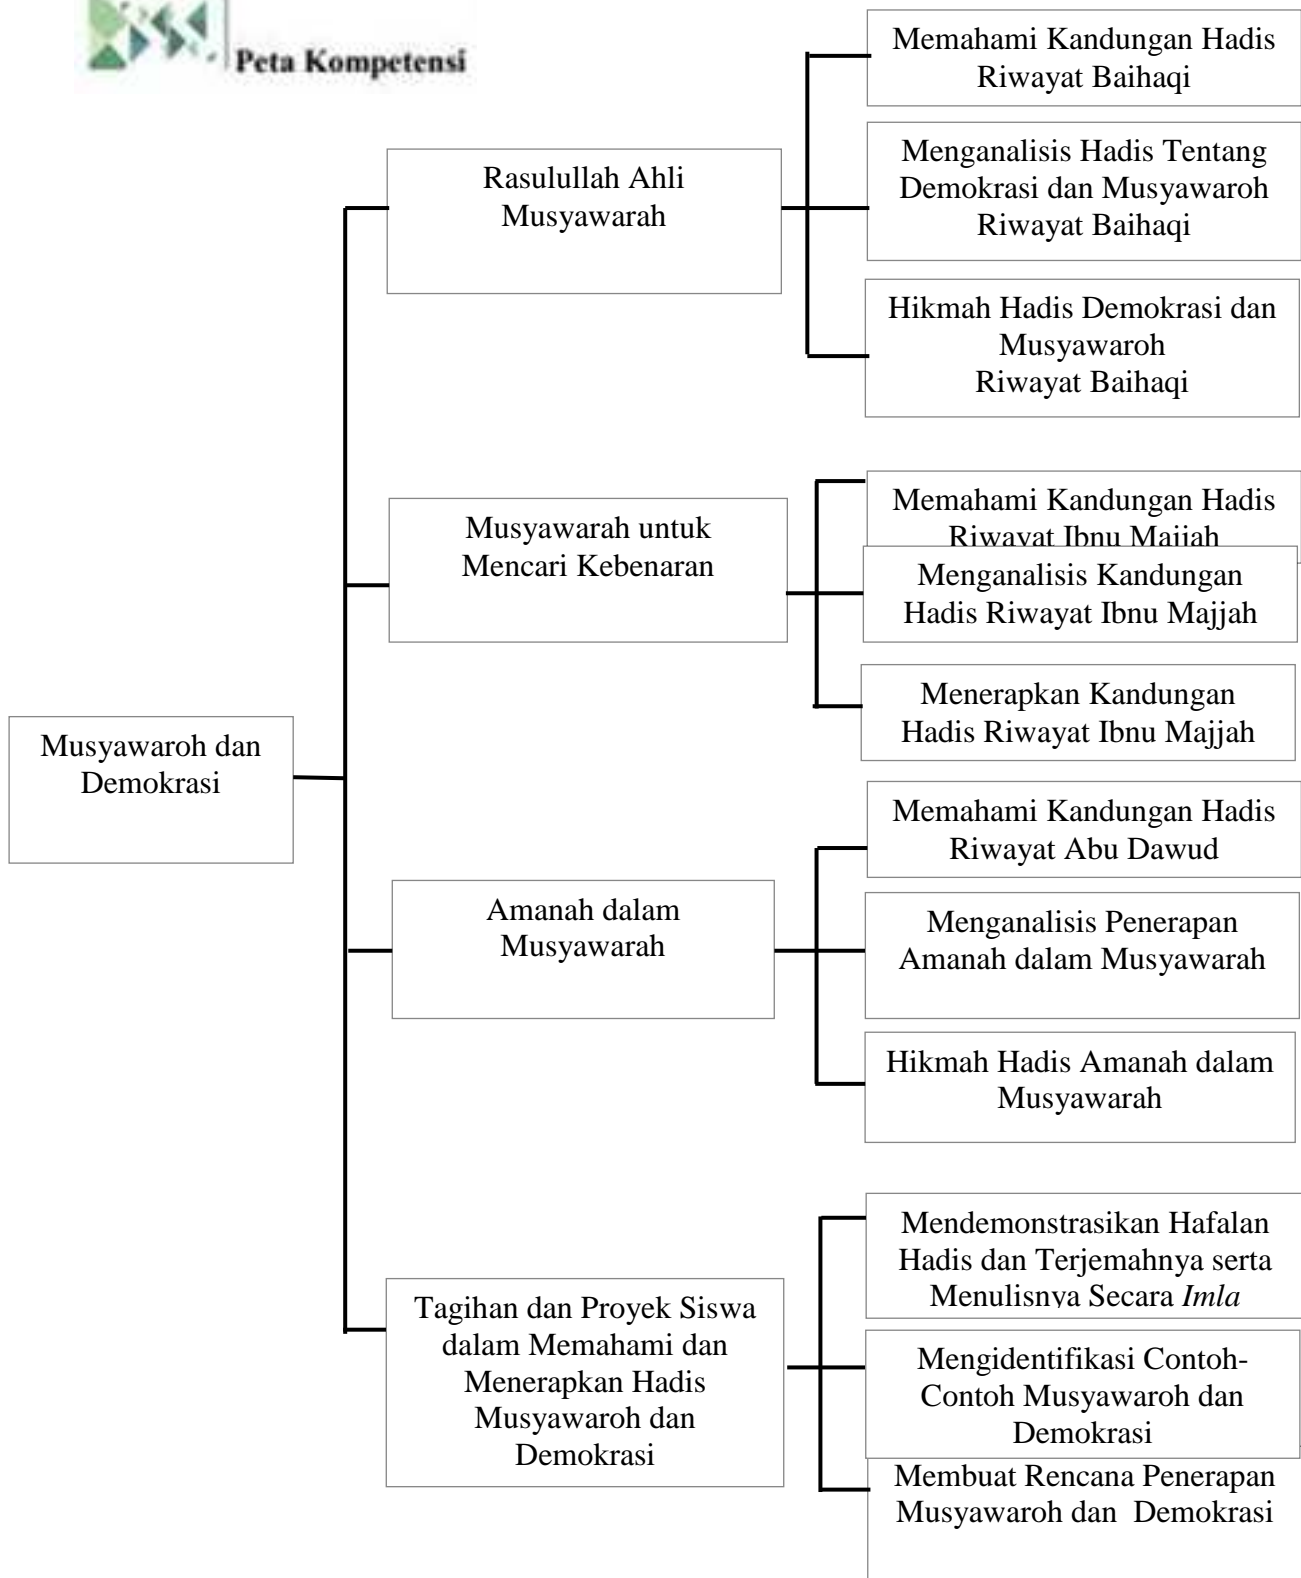 Peta Kompetensi
Memahami Kandungan Hadis
Riwayat Baihaqi
Rasulullah Ahli
Musyawarah
Menganalisis Hadis Tentang
Demokrasi dan Musyawaroh
Riwayat Baihaqi
Hikmah Hadis Demokrasi dan
Musyawaroh
Riwayat Baihaqi
Musyawarah untuk
Mencari Kebenaran
Memahami Kandungan Hadis
Riwayat Ibnu Majjah
Menganalisis Kandungan
Hadis Riwayat Ibnu Majjah
Menerapkan Kandungan
Hadis Riwayat Ibnu Majjah
Musyawaroh dan
Demokrasi
Memahami Kandungan Hadis
Riwayat Abu Dawud
Amanah dalam
Musyawarah
Menganalisis Penerapan
Amanah dalam Musyawarah
Hikmah Hadis Amanah dalam
Musyawarah
Tagihan dan Proyek Siswa
dalam Memahami dan
Menerapkan Hadis
Musyawaroh dan
Demokrasi
Mendemonstrasikan Hafalan
Hadis dan Terjemahnya serta
Menulisnya Secara Imla
Mengidentifikasi Contoh-
Contoh Musyawaroh dan
Demokrasi
Membuat Rencana Penerapan
Musyawaroh dan Demokrasi